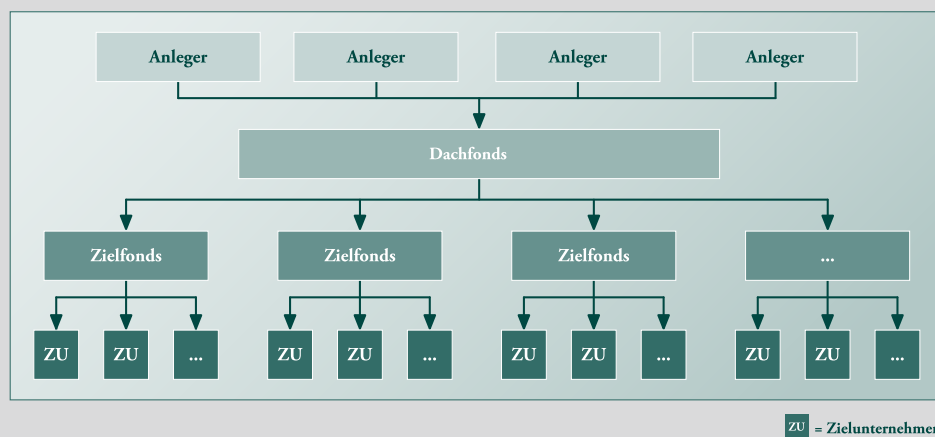 Anleger Anleger Anleger Anleger
Dachfonds
Zielfonds Zielfonds Zielfonds ...
ZU ZU ... ZU ZU ... ZU ZU ... ZU ZU ...
ZU = Zielunternehmen